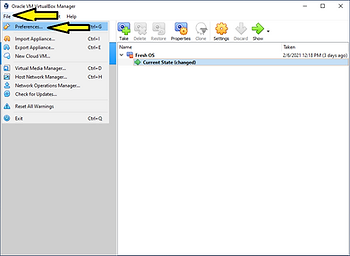 Oracle VM VirtualBox Manager
File Help
Preferences... Ctrl+G
Import Appliance... Ctrl+I
Export Appliance... Ctrl+E
New Cloud VM...
Virtual Media Manager... Ctrl+D
Host Network Manager... Ctrl+H
Network Operations Manager...
Check for Updates...
Reset All Warnings
Exit Ctrl+Q
Take Delete Restore Properties Clone Settings Discard Show
Name Taken
Fresh OS 2/6/2021 12:18 PM (3 days ago)
Current State (changed)